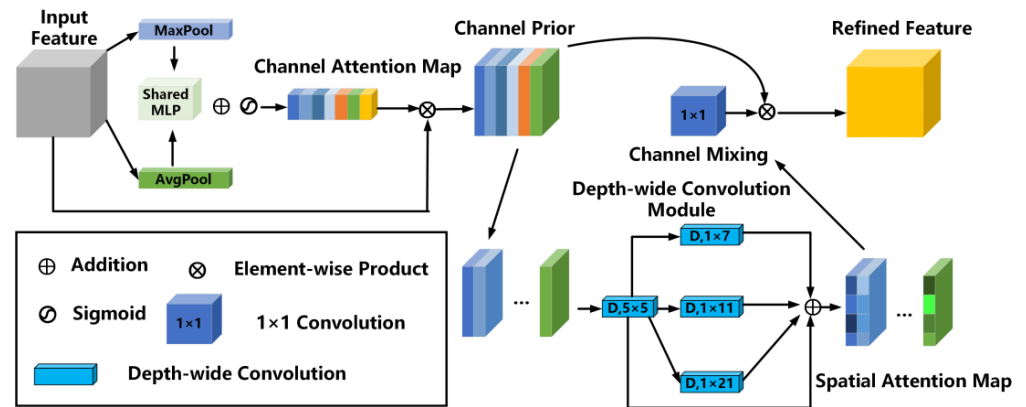 Input
Feature
MaxPool
Shared
MLP
AvgPool
Channel Attention Map
Channel Prior
Refined Feature
1×1
Channel Mixing
Depth-wide Convolution
Module
D,1×7
D,5×5
D,1×11
D,1×21
...
...
Spatial Attention Map
Addition
Element-wise Product
Sigmoid
1×1
1×1 Convolution
Depth-wide Convolution